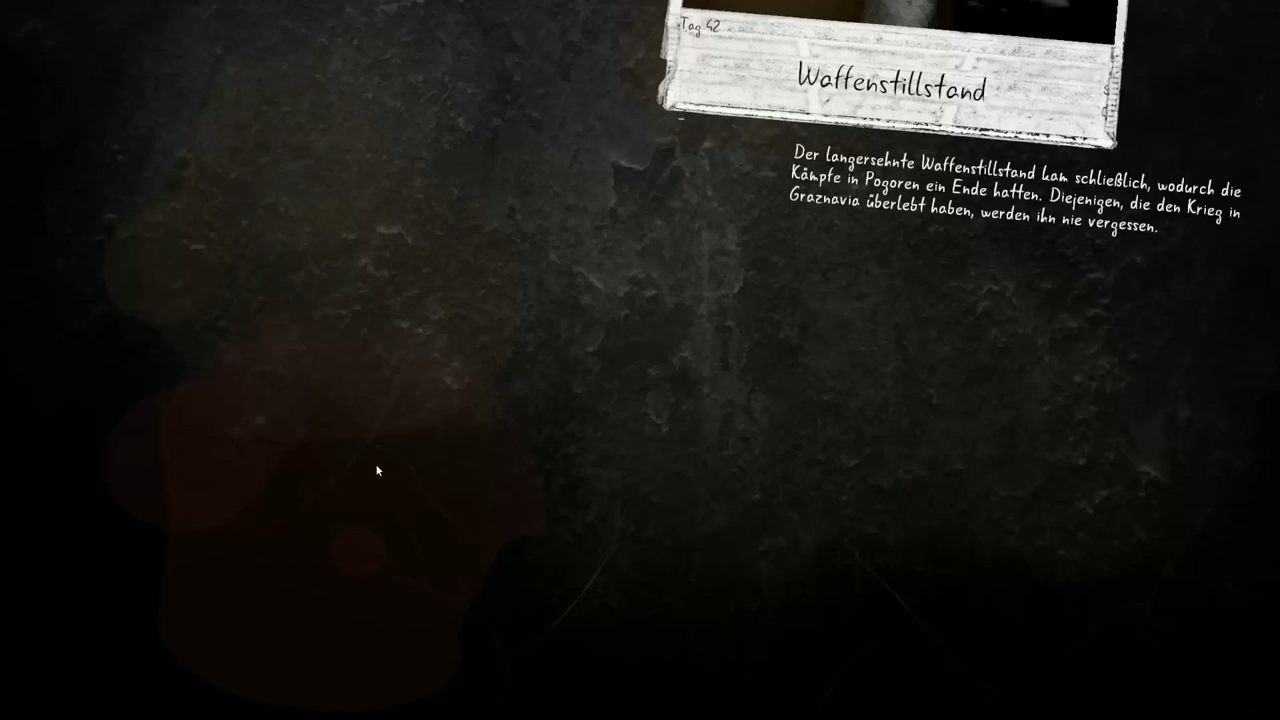 Tag 42
Waffenstillstand
Der langersehnte Waffenstillstand kam schließlich, wodurch die
Kämpfe in Pogoren ein Ende hatten. Diejenigen, die den Krieg in
Graznavia überlebt haben, werden ihn nie vergessen.